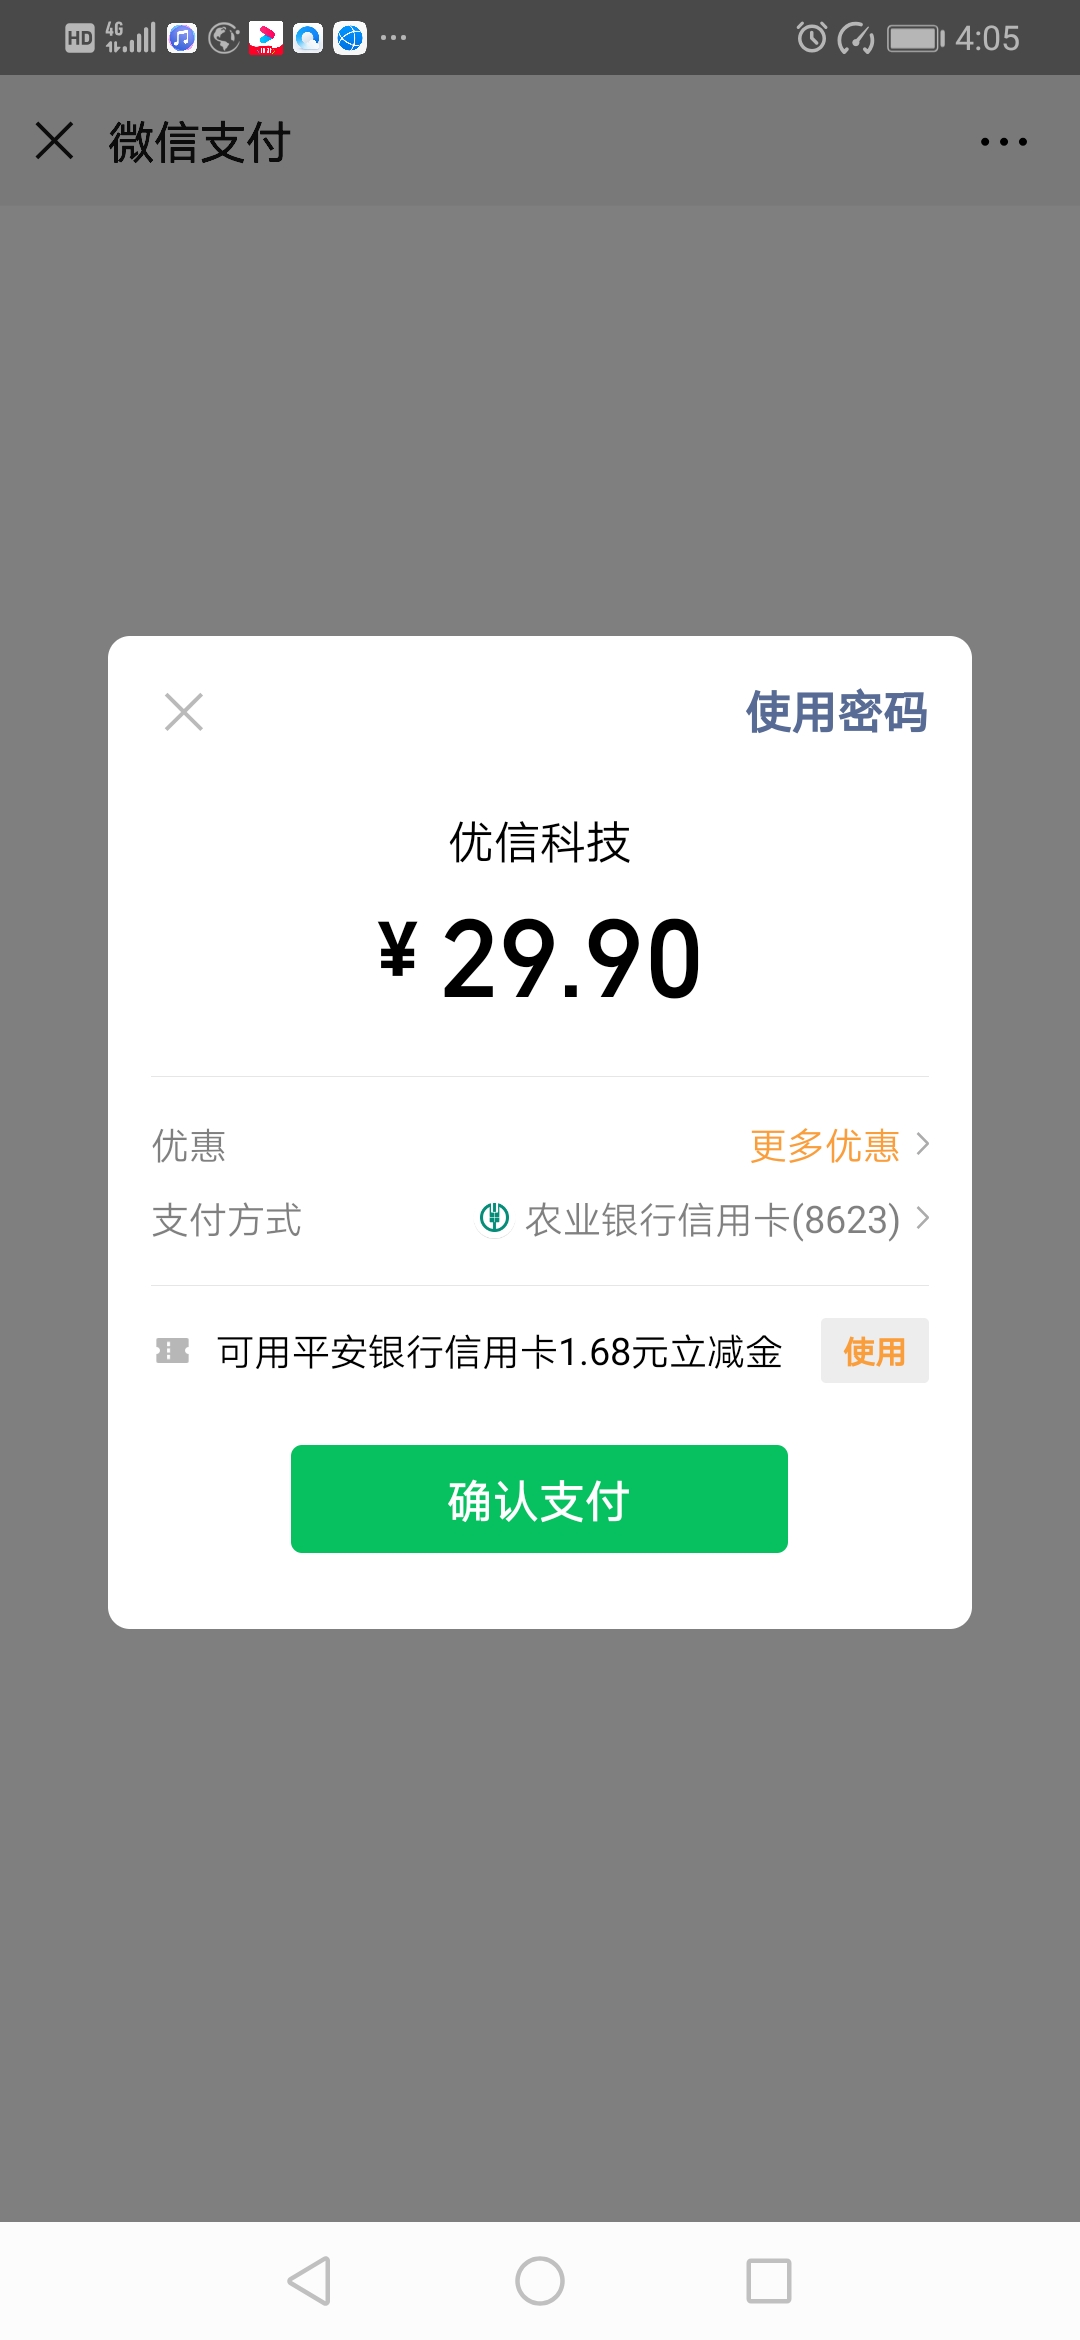 HD 4G 4:05
微信支付
使用密码
优信科技
¥ 29.90
优惠 更多优惠
支付方式 农业银行信用卡(8623)
可用平安银行信用卡1.68元立减金 使用
确认支付